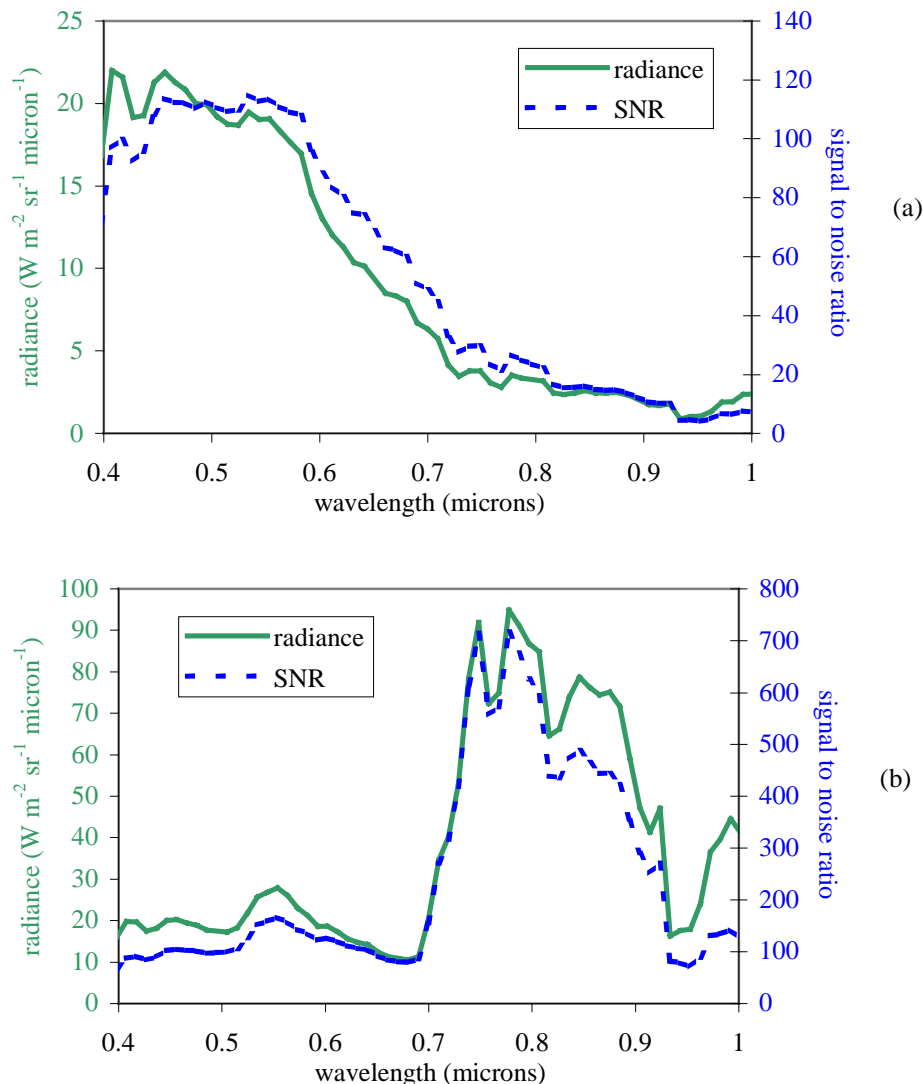 25
20
15
10
5
0
radiance (W m-2 sr-1 micron-1)
140
120
100
80
60
40
20
0
signal to noise ratio
radiance
SNR
(a)
0.4 0.5 0.6 0.7 0.8 0.9 1
wavelength (microns)
100
90
80
70
60
50
40
30
20
10
0
radiance (W m-2 sr-1 micron-1)
800
700
600
500
400
300
200
100
0
signal to noise ratio
radiance
SNR
(b)
0.4 0.5 0.6 0.7 0.8 0.9 1
wavelength (microns)